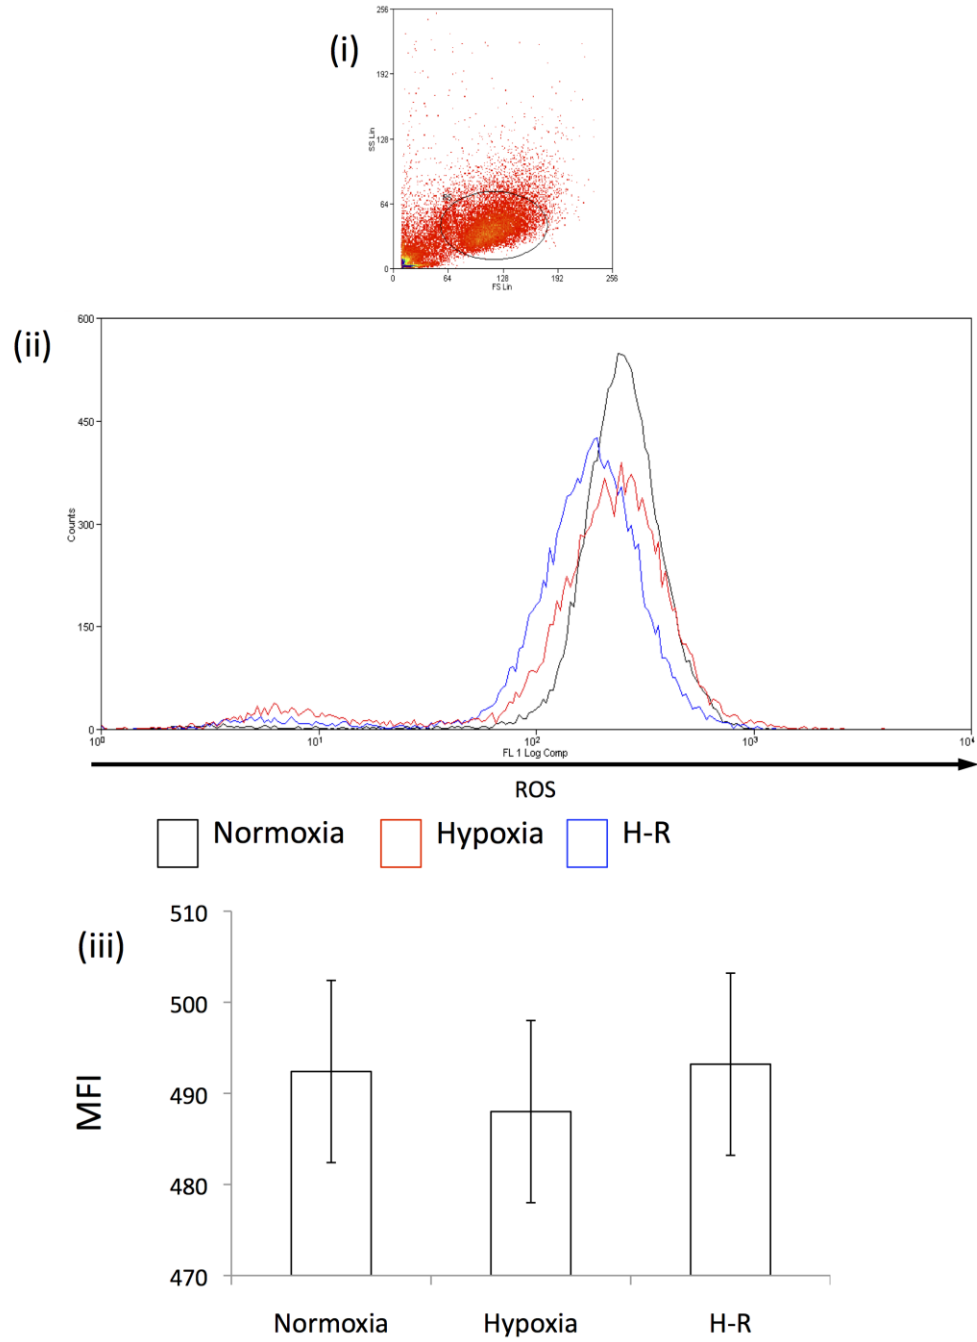 (i)
256
192
128
64
0
SS Lin
0 64 128 192 256
FS Lin
(ii)
600
450
300
150
0
Counts
10⁰ 10¹ 10² 10³ 10⁴
FL 1 Log Comp
ROS
Normoxia Hypoxia H-R
(iii)
510
500
490
480
470
MFI
Normoxia Hypoxia H-R